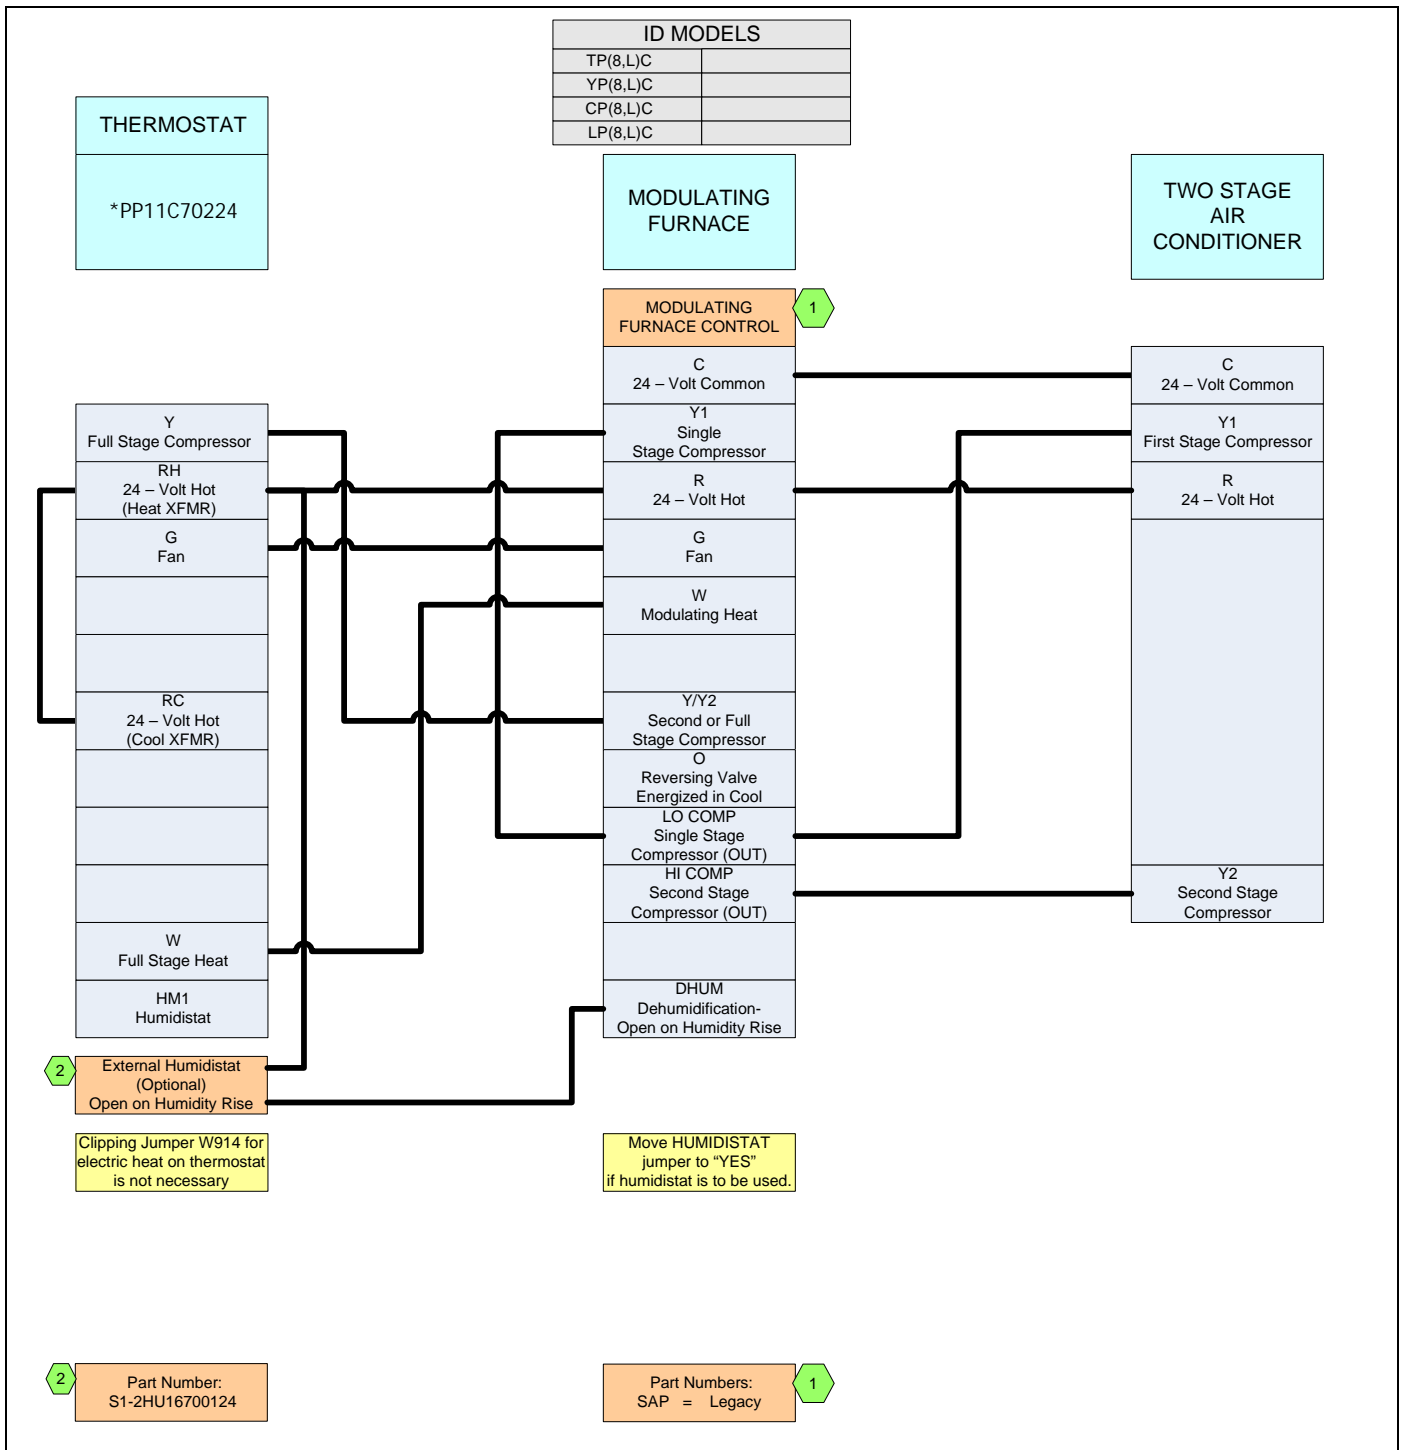 ID MODELS
TP(8,L)C
YP(8,L)C
CP(8,L)C
LP(8,L)C
THERMOSTAT
*PP11C70224
MODULATING
FURNACE
TWO STAGE
AIR
CONDITIONER
MODULATING
FURNACE CONTROL
1
C
24 – Volt Common
Y1
Single
Stage Compressor
R
24 – Volt Hot
G
Fan
W
Modulating Heat
Y/Y2
Second or Full
Stage Compressor
O
Reversing Valve
Energized in Cool
LO COMP
Single Stage
Compressor (OUT)
HI COMP
Second Stage
Compressor (OUT)
DHUM
Dehumidification-
Open on Humidity Rise
C
24 – Volt Common
Y1
First Stage Compressor
R
24 – Volt Hot
Y2
Second Stage
Compressor
Y
Full Stage Compressor
RH
24 – Volt Hot
(Heat XFMR)
G
Fan
RC
24 – Volt Hot
(Cool XFMR)
W
Full Stage Heat
HM1
Humidistat
2
External Humidistat
(Optional)
Open on Humidity Rise
Clipping Jumper W914 for
electric heat on thermostat
is not necessary
Move HUMIDISTAT
jumper to “YES”
if humidistat is to be used.
2
Part Number:
S1-2HU16700124
Part Numbers:
SAP = Legacy
1